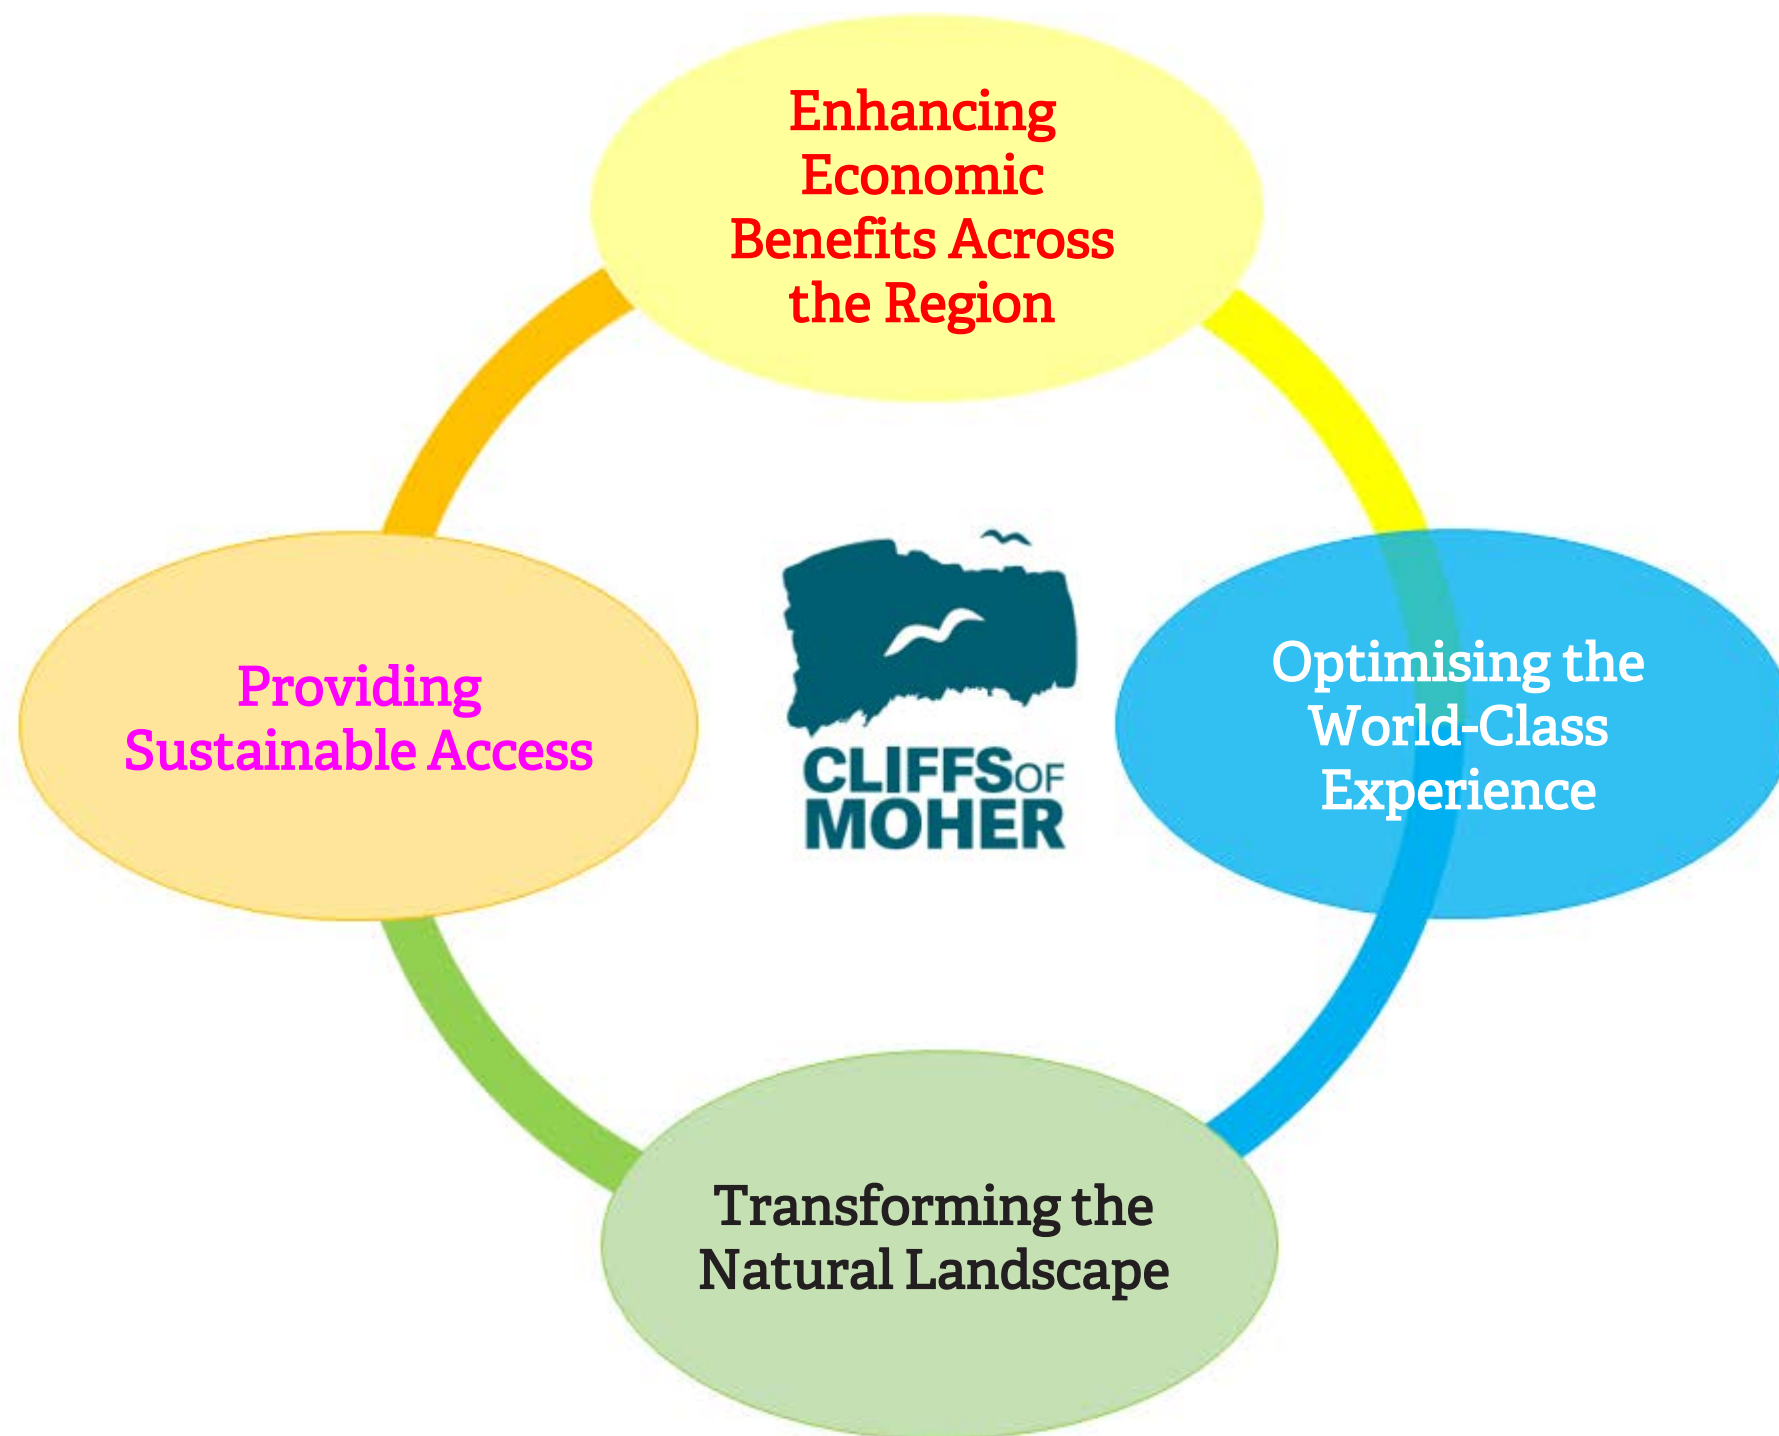 Enhancing
Economic
Benefits Across
the Region
Providing
Sustainable Access
CLIFFS OF
MOHER
Optimising the
World-Class
Experience
Transforming the
Natural Landscape